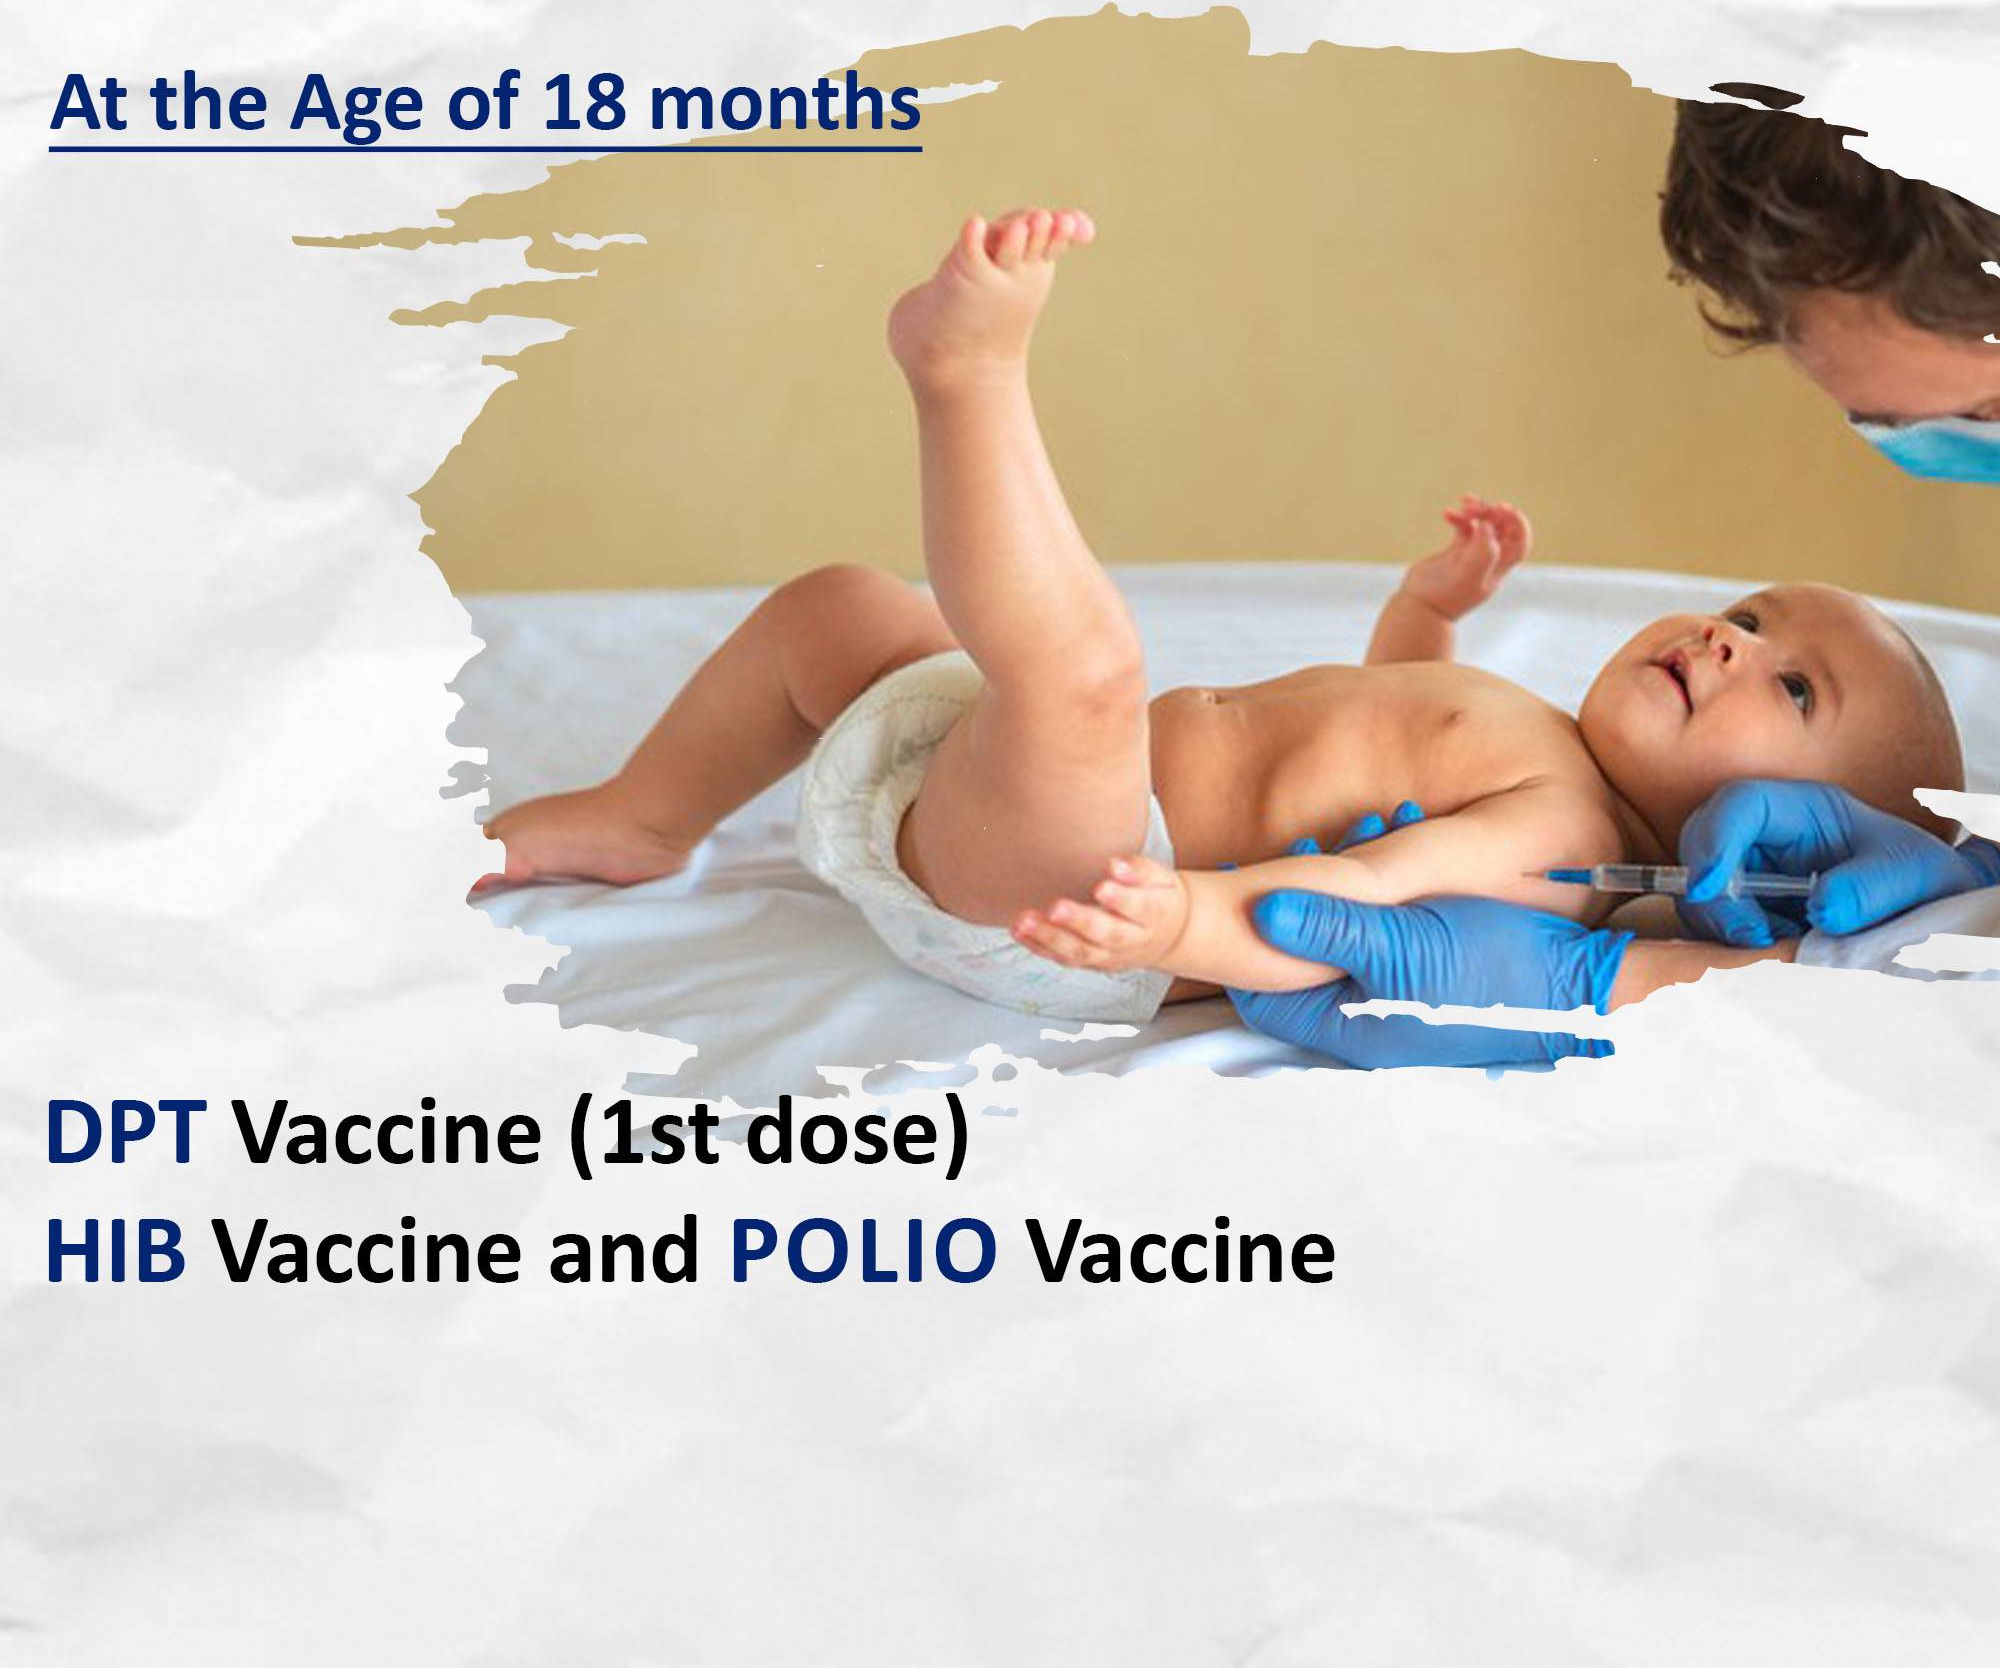 At the Age of 18 months
DPT Vaccine (1st dose)
HIB Vaccine and POLIO Vaccine